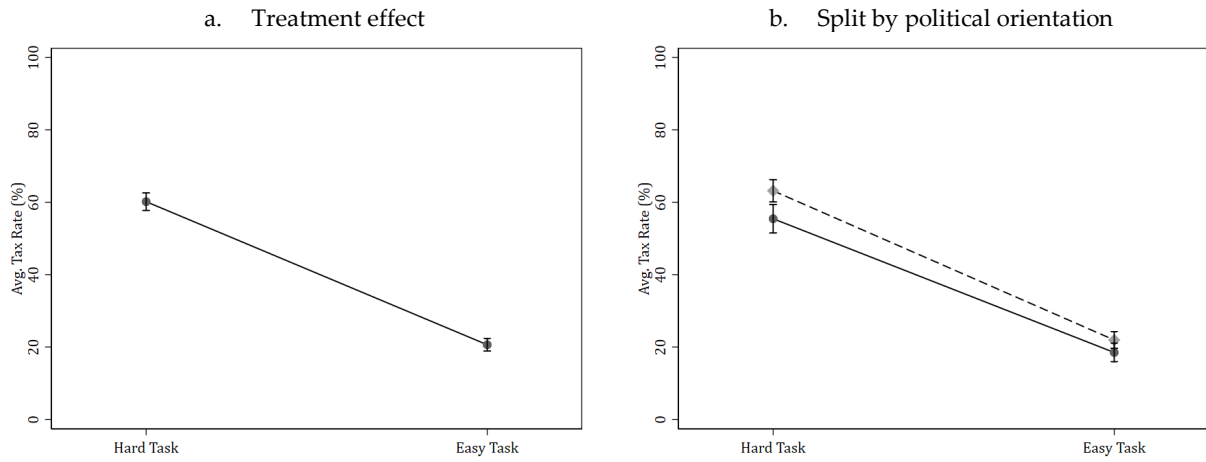 a. Treatment effect
Avg. Tax Rate (%)
100
80
60
40
20
0
Hard Task Easy Task
b. Split by political orientation
Avg. Tax Rate (%)
100
80
60
40
20
0
Hard Task Easy Task